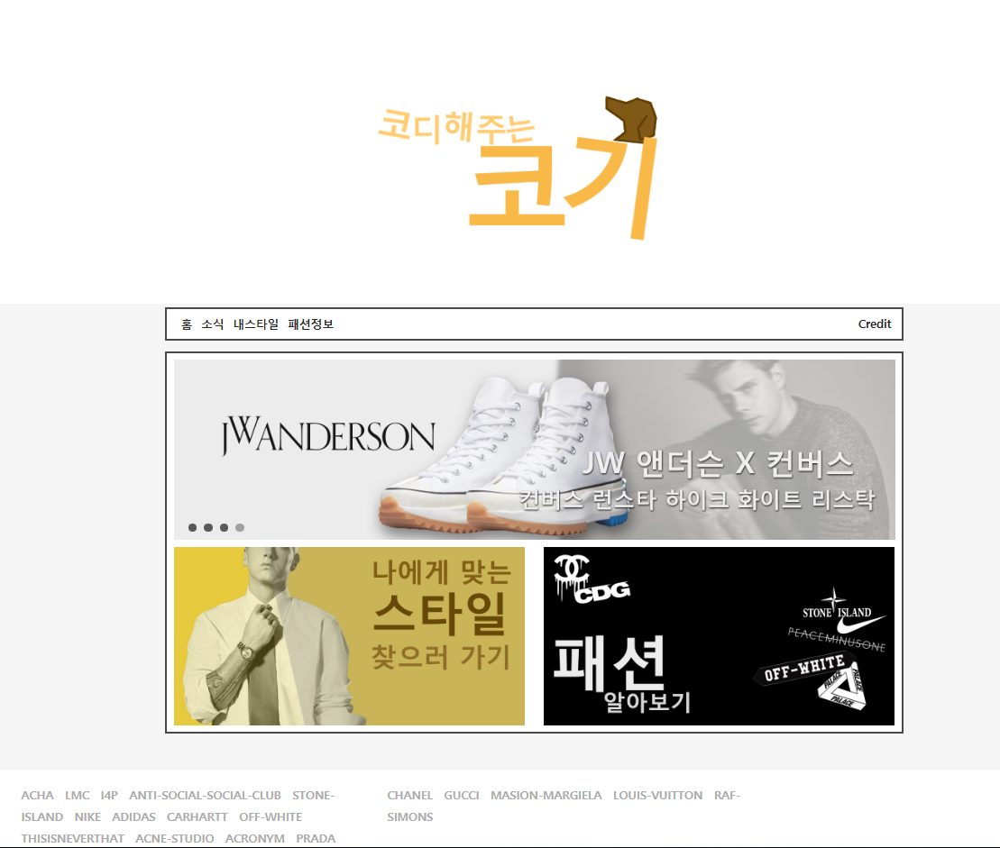 코디해주는
코기
홈 소식 내스타일 패션정보 Credit
JWANDERSON
JW 앤더슨 X 컨버스
컨버스 런스타 하이크 화이트 리스탁
나에게 맞는
스타일
찾으러 가기
CDG
STONE ISLAND
PEACEMINUSONE
OFF-WHITE
PALACE
PALACE
PALACE
패션
알아보기
ACHA LMC I4P ANTI-SOCIAL-SOCIAL-CLUB STONE-
ISLAND NIKE ADIDAS CARHARTT OFF-WHITE
THISISNEVERTHAT ACNE-STUDIO ACRONYM PRADA
CHANEL GUCCI MASION-MARGIELA LOUIS-VUITTON RAF-
SIMONS